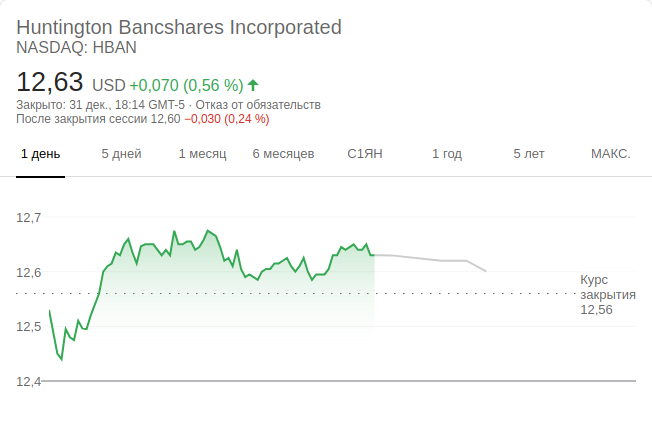 Huntington Bancshares Incorporated
NASDAQ: HBAN
12,63 USD +0,070 (0,56 %)
Закрыто: 31 дек., 18:14 GMT-5 · Отказ от обязательств
После закрытия сессии 12,60 −0,030 (0,24 %)
1 день 5 дней 1 месяц 6 месяцев С1ЯН 1 год 5 лет МАКС.
12,7
12,6
Курс
закрытия
12,56
12,5
12,4